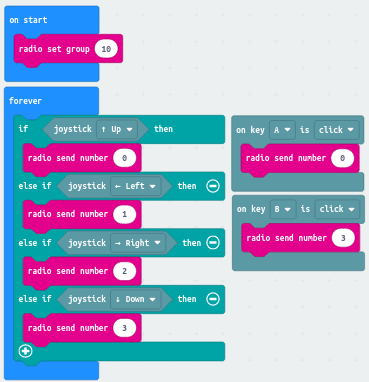 on start
radio set group 10
forever
if joystick ↑ Up then
radio send number 0
else if joystick ← Left then
radio send number 1
else if joystick → Right then
radio send number 2
else if joystick ↓ Down then
radio send number 3
on key A is click
radio send number 0
on key B is click
radio send number 3